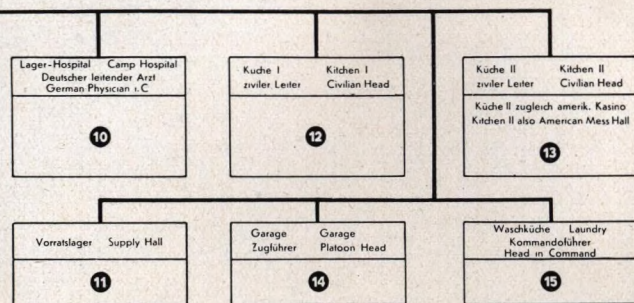 Lager-Hospital Camp Hospital
Deutscher leitender Arzt
German Physician i.C
10
Kuche I Kitchen I
ziviler Leiter Civilian Head
12
Küche II Kitchen II
ziviler Leiter Civilian Head
Küche II zugleich amerik. Kasino
Kitchen II also American Mess Hall
13
Vorratslager Supply Hall
11
Garage Garage
Zugführer Platoon Head
14
Waschküche Laundry
Kommandoführer
Head in Command
15